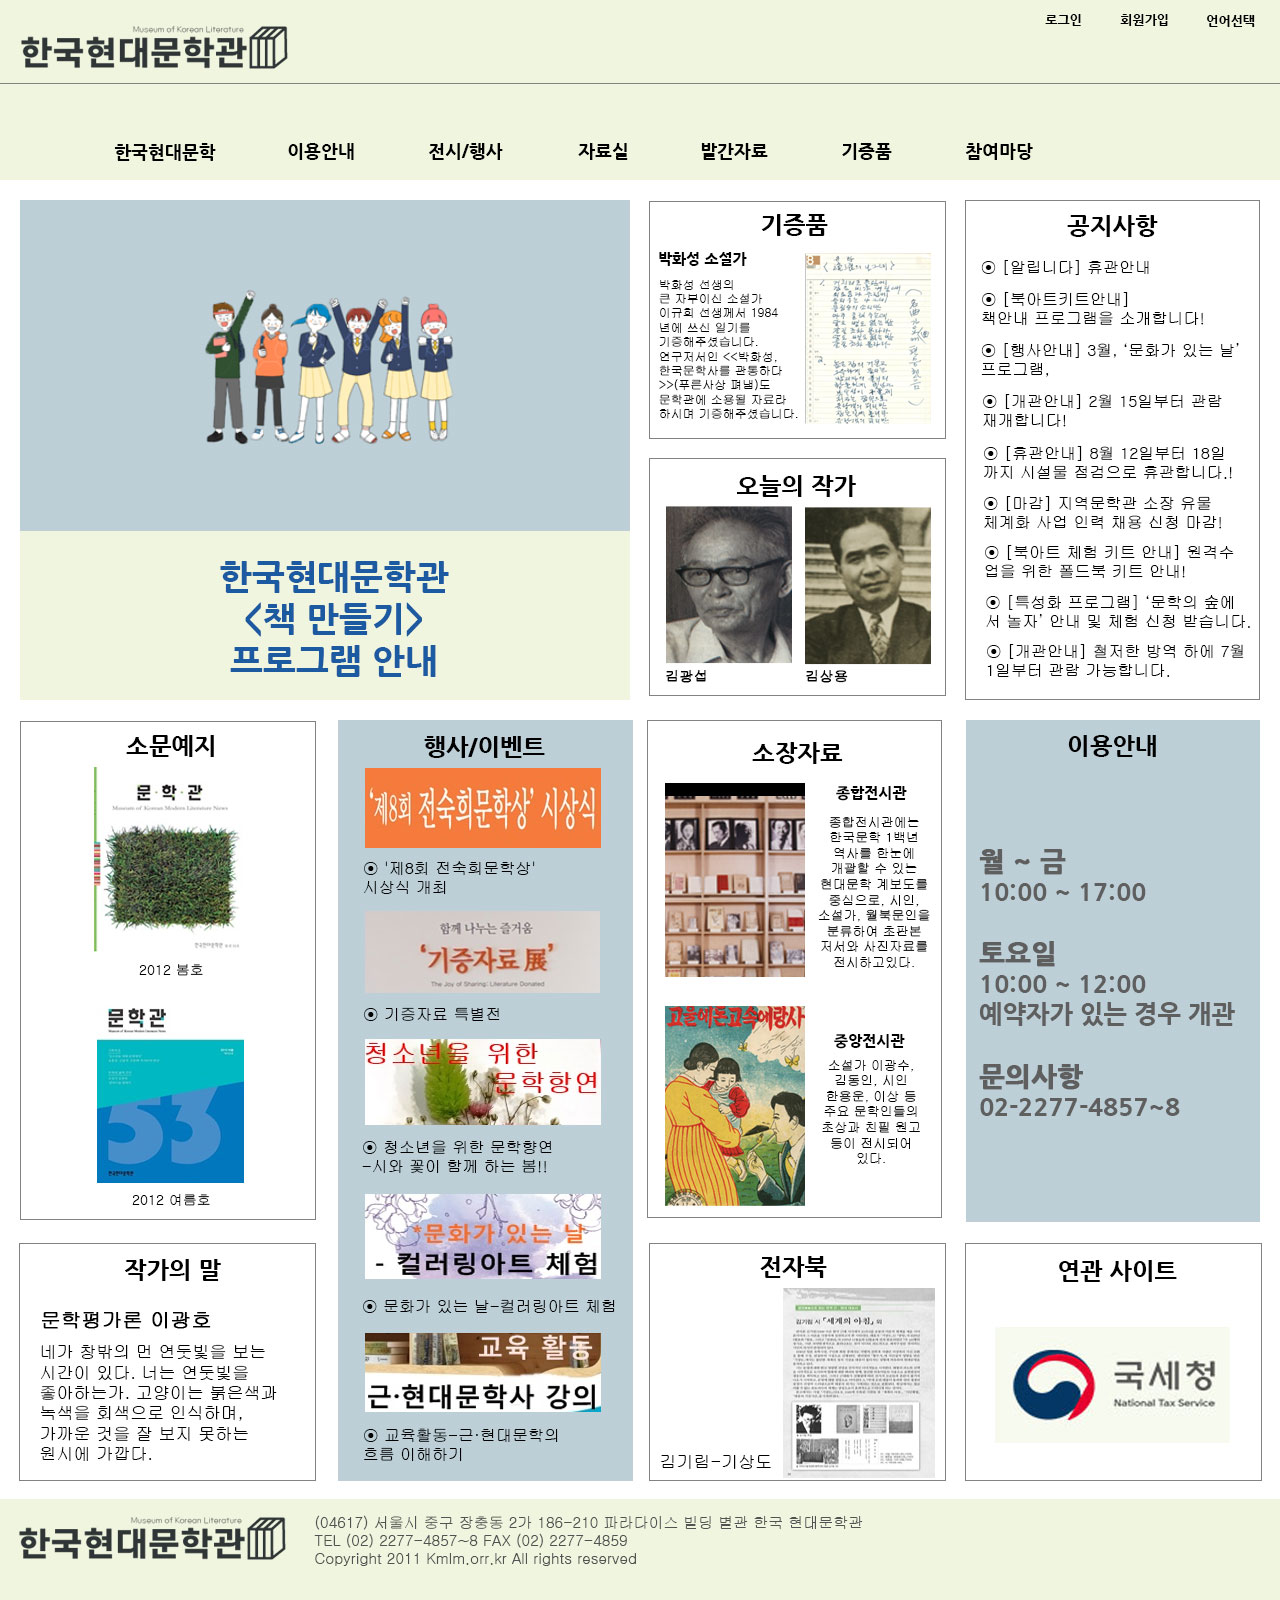 로그인 회원가입 언어선택
Museum of Korean Literature
한국현대문학관
한국현대문학 이용안내 전시/행사 자료실 발간자료 기증품 참여마당
한국현대문학관
<책 만들기>
프로그램 안내
기증품
박화성 소설가
박화성 선생의
큰 자부이신 소설가
이규희 선생께서 1984
년에 쓰신 일기를
기증해주셨습니다.
연구저서인 <<박화성,
한국문학사를 관통하다
>>(푸른사상 펴냄)도
문학관에 소용될 자료라
하시며 기증해주셨습니다.
오늘의 작가
김광섭 김상용
공지사항
⦿ [알립니다] 휴관안내
⦿ [북아트키트안내]
책안내 프로그램을 소개합니다!
⦿ [행사안내] 3월, ‘문화가 있는 날’
프로그램,
⦿ [개관안내] 2월 15일부터 관람
재개합니다!
⦿ [휴관안내] 8월 12일부터 18일
까지 시설물 점검으로 휴관합니다.!
⦿ [마감] 지역문학관 소장 유물
체계화 사업 인력 채용 신청 마감!
⦿ [북아트 체험 키트 안내] 원격수
업을 위한 폴드북 키트 안내!
⦿ [특성화 프로그램] ‘문학의 숲에
서 놀자’ 안내 및 체험 신청 받습니다.
⦿ [개관안내] 철저한 방역 하에 7월
1일부터 관람 가능합니다.
소문예지
문·학·관
Museum of Korean Modern Literature News
2012 봄호
문학관
53
2012 여름호
행사/이벤트
‘제8회 전숙희문학상’ 시상식
⦿ '제8회 전숙희문학상'
시상식 개최
함께 나누는 즐거움
‘기증자료 展’
The Joy of Sharing: Literature Donated
⦿ 기증자료 특별전
청소년을 위한
문학향연
⦿ 청소년을 위한 문학향연
-시와 꽃이 함께 하는 봄!!
*문화가 있는 날
- 컬러링아트 체험
⦿ 문화가 있는 날-컬러링아트 체험
교육 활동
근·현대문학사 강의
⦿ 교육활동-근·현대문학의
흐름 이해하기
소장자료
종합전시관
종합전시관에는
한국문학 1백년
역사를 한눈에
개괄할 수 있는
현대문학 계보도를
중심으로, 시인,
소설가, 월북문인을
분류하여 초판본
저서와 사진자료를
전시하고있다.
중앙전시관
소설가 이광수,
김동인, 시인
한용운, 이상 등
주요 문학인들의
초상과 친필 원고
등이 전시되어
있다.
이용안내
월 ~ 금
10:00 ~ 17:00
토요일
10:00 ~ 12:00
예약자가 있는 경우 개관
문의사항
02-2277-4857~8
작가의 말
문학평가론 이광호
네가 창밖의 먼 연둣빛을 보는
시간이 있다. 너는 연둣빛을
좋아하는가. 고양이는 붉은색과
녹색을 회색으로 인식하며,
가까운 것을 잘 보지 못하는
원시에 가깝다.
전자북
김기림 시 「세계의 아침」 외
김기림-기상도
연관 사이트
국세청
National Tax Service
Museum of Korean Literature
한국현대문학관
(04617) 서울시 중구 장충동 2가 186-210 파라다이스 빌딩 별관 한국 현대문학관
TEL (02) 2277-4857~8 FAX (02) 2277-4859
Copyright 2011 Kmlm.orr.kr All rights reserved